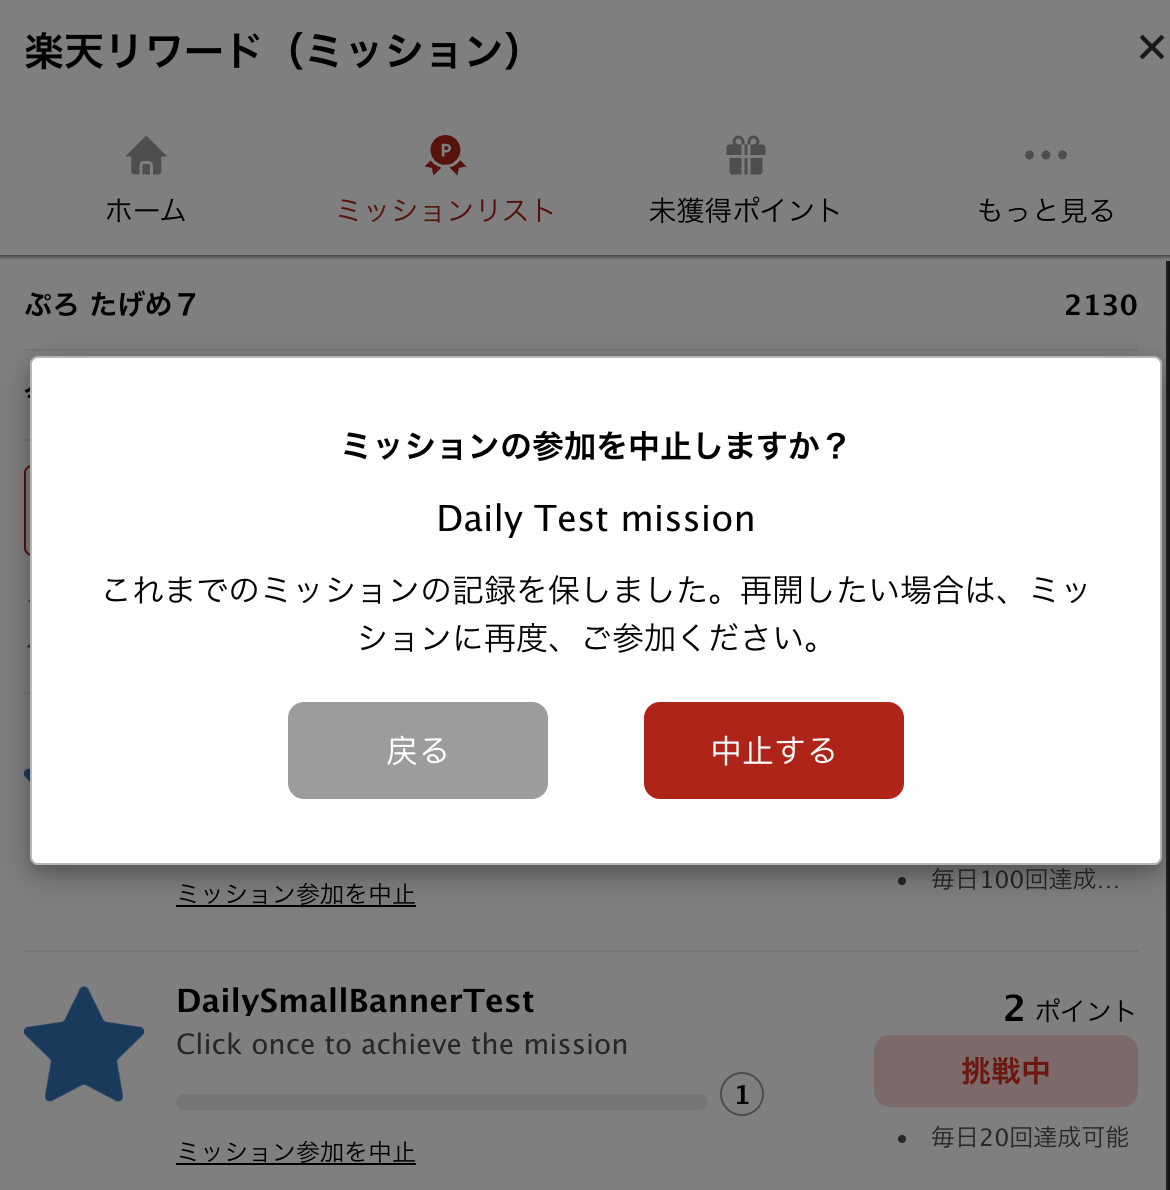 楽天リワード（ミッション）
ホーム
ミッションリスト
未獲得ポイント
もっと見る
ぷろ たげめ７
2130
ミッションの参加を中止しますか？
Daily Test mission
これまでのミッションの記録を保しました。再開したい場合は、ミッ
ションに再度、ご参加ください。
戻る
中止する
ミッション参加を中止
毎日100回達成…
DailySmallBannerTest
2 ポイント
Click once to achieve the mission
挑戦中
1
毎日20回達成可能
ミッション参加を中止